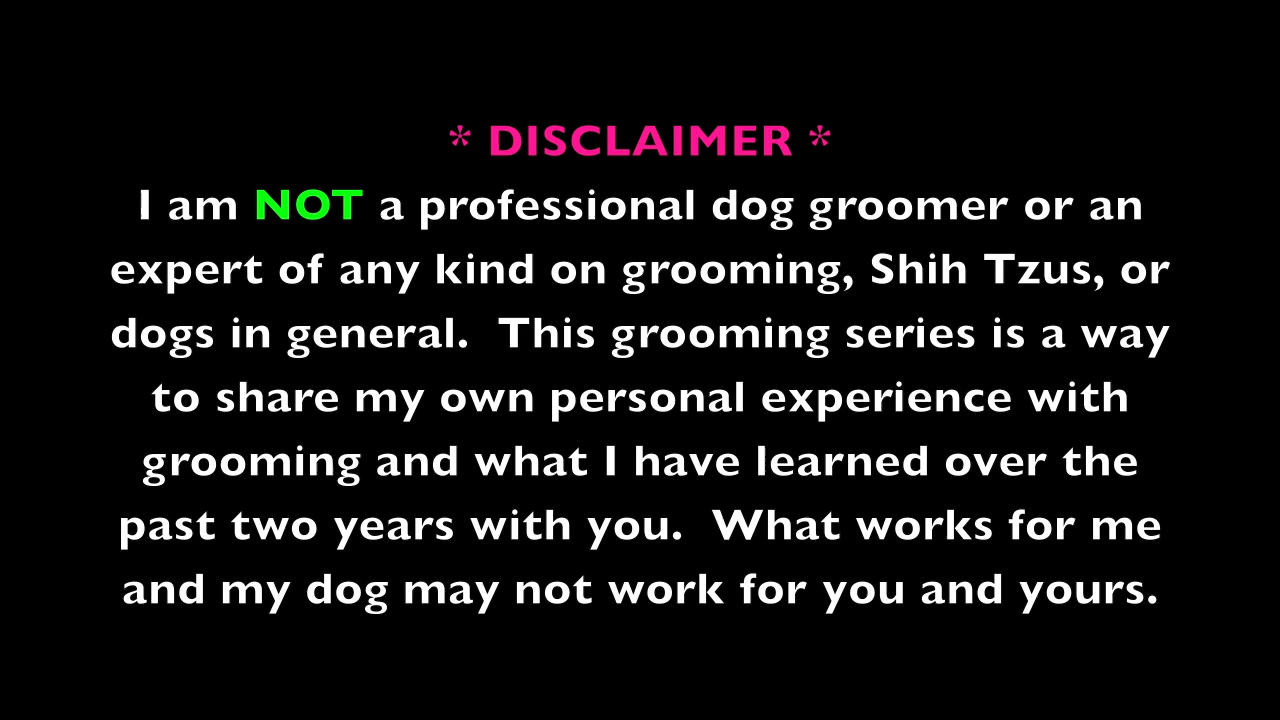 * DISCLAIMER *
I am NOT a professional dog groomer or an
expert of any kind on grooming, Shih Tzus, or
dogs in general.  This grooming series is a way
to share my own personal experience with
grooming and what I have learned over the
past two years with you.  What works for me
and my dog may not work for you and yours.